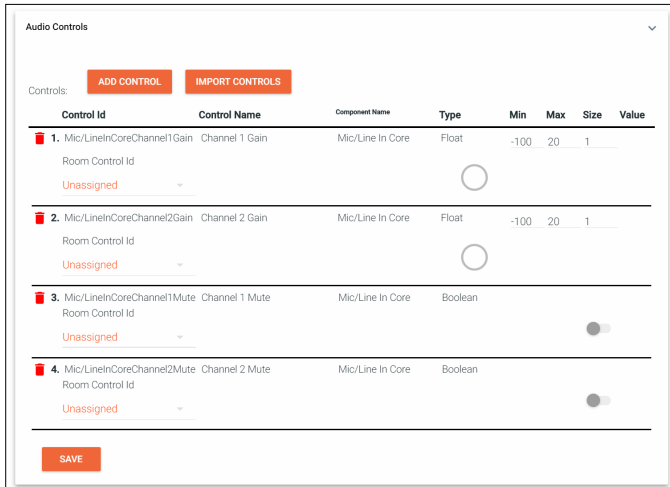 Audio Controls
Controls: ADD CONTROL IMPORT CONTROLS
Control Id Control Name Component Name Type Min Max Size Value
1. Mic/LineInCoreChannel1Gain Channel 1 Gain Mic/Line In Core Float -100 20 1
Room Control Id
Unassigned
2. Mic/LineInCoreChannel2Gain Channel 2 Gain Mic/Line In Core Float -100 20 1
Room Control Id
Unassigned
3. Mic/LineInCoreChannel1Mute Channel 1 Mute Mic/Line In Core Boolean
Room Control Id
Unassigned
4. Mic/LineInCoreChannel2Mute Channel 2 Mute Mic/Line In Core Boolean
Room Control Id
Unassigned
SAVE